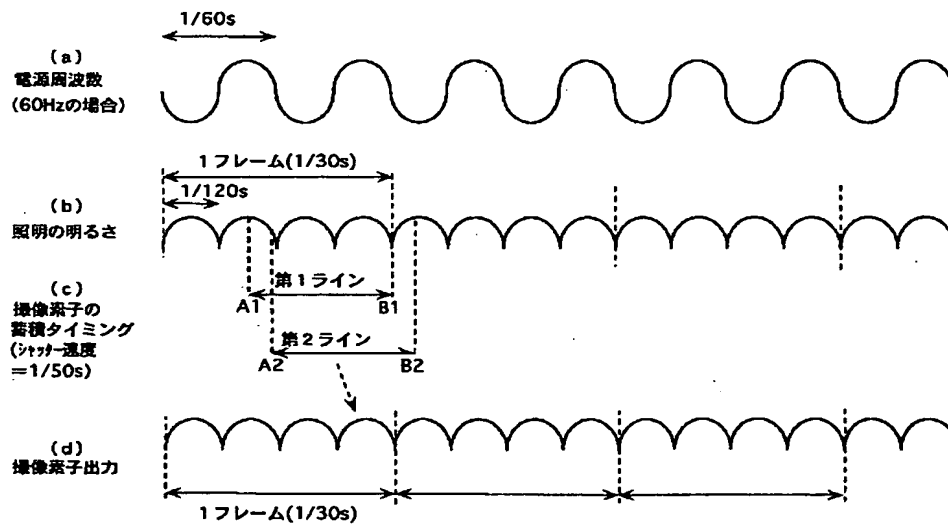 1/60s
(a)
電源周波数
(60Hzの場合)
1フレーム(1/30s)
1/120s
(b)
照明の明るさ
(c)
撮像素子の
蓄積タイミング
(シャッター速度
=1/50s)
第1ライン
A1
B1
第2ライン
A2
B2
(d)
撮像素子出力
1フレーム(1/30s)